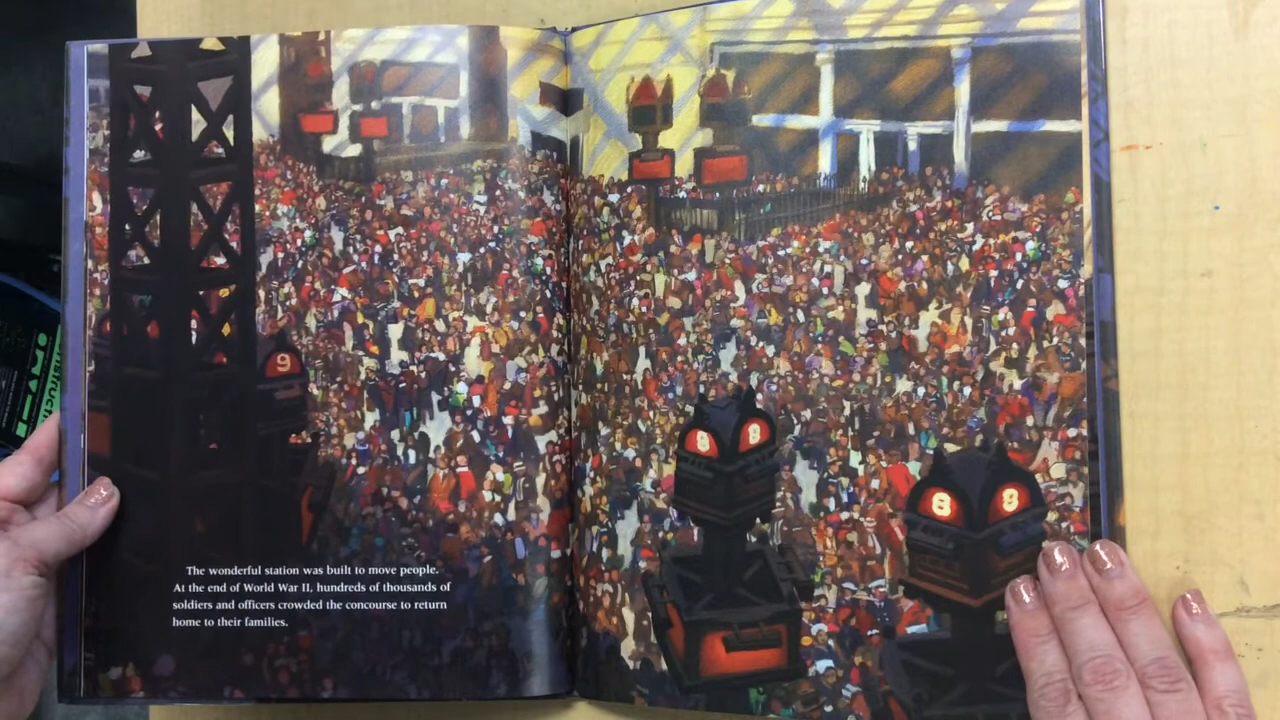 9
8 8
8 8
The wonderful station was built to move people.
At the end of World War II, hundreds of thousands of
soldiers and officers crowded the concourse to return
home to their families.